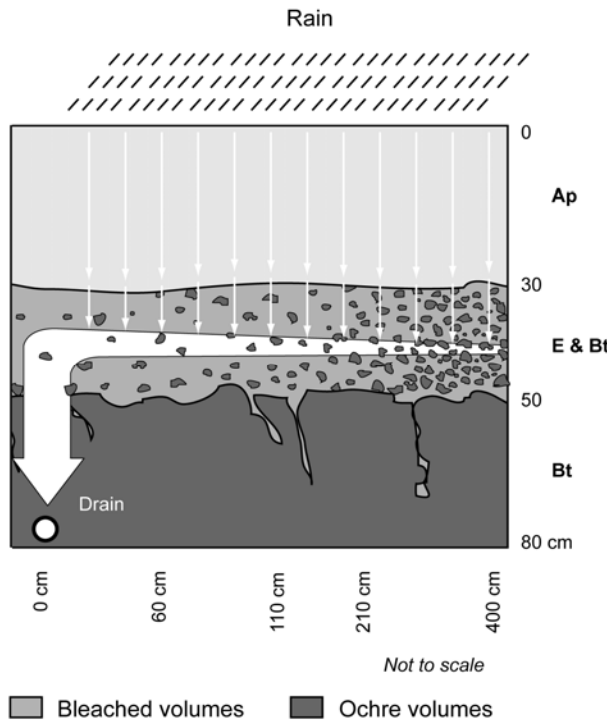 Rain
0
Ap
30
E & Bt
50
Bt
Drain
80 cm
0 cm
60 cm
110 cm
210 cm
400 cm
Not to scale
Bleached volumes
Ochre volumes